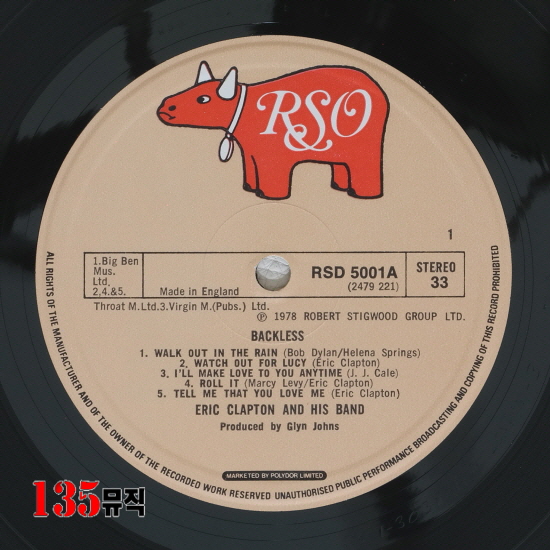 RSO
1
1.Big Ben
Mus.
Ltd.
2,4.&5.
Made in England
RSD 5001A
(2479 221)
STEREO
33
Throat M.Ltd.3.Virgin M.(Pubs.) Ltd.
℗ 1978 ROBERT STIGWOOD GROUP LTD.
BACKLESS
1. WALK OUT IN THE RAIN (Bob Dylan/Helena Springs)
2. WATCH OUT FOR LUCY (Eric Clapton)
3. I'LL MAKE LOVE TO YOU ANYTIME (J. J. Cale)
4. ROLL IT (Marcy Levy/Eric Clapton)
5. TELL ME THAT YOU LOVE ME (Eric Clapton)
ERIC CLAPTON AND HIS BAND
Produced by Glyn Johns
MARKETED BY POLYDOR LIMITED
ALL RIGHTS OF THE MANUFACTURER AND OF THE OWNER OF THE RECORDED WORK RESERVED UNAUTHORISED PUBLIC PERFORMANCE BROADCASTING AND COPYING OF THIS RECORD PROHIBITED
135뮤직